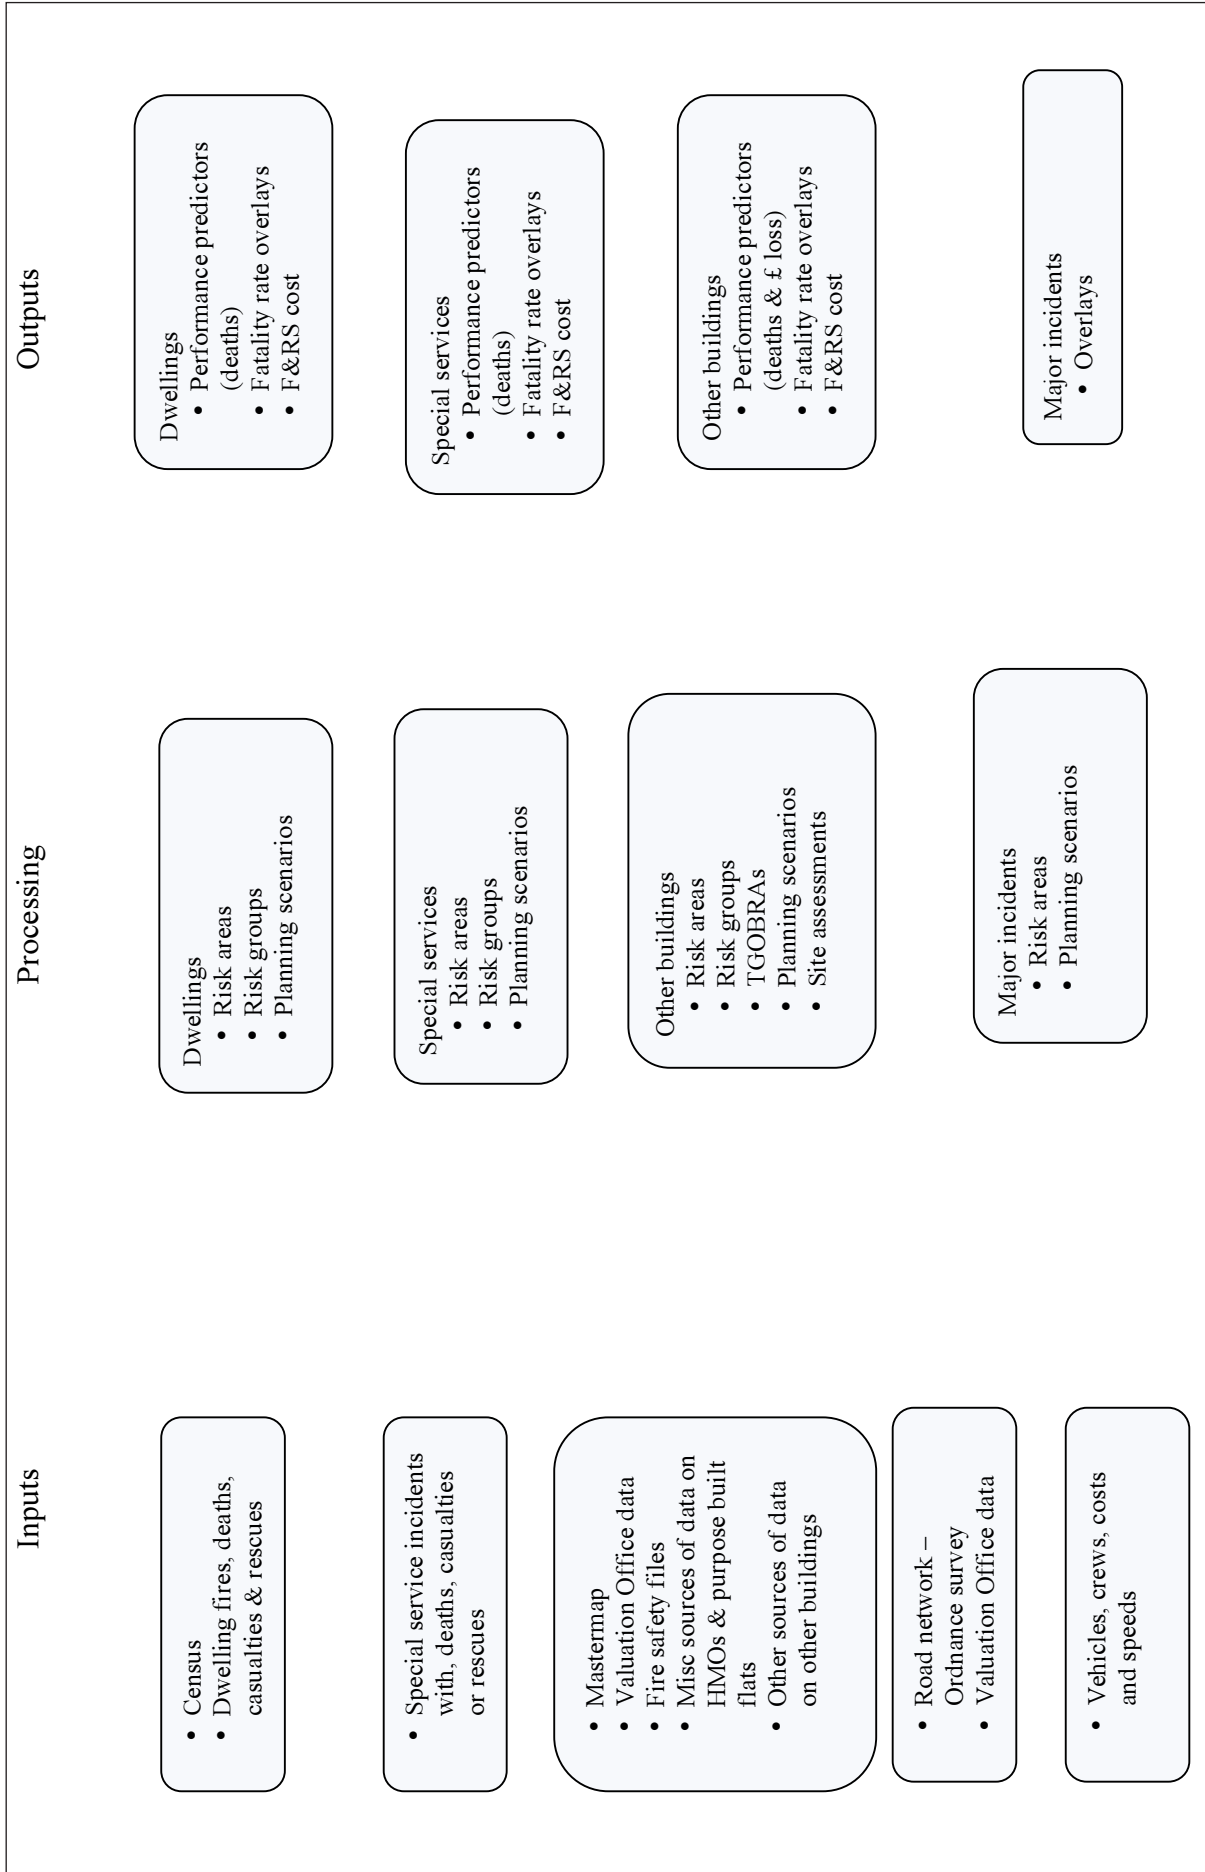 Inputs
• Census
• Dwelling fires, deaths,
casualties & rescues
• Special service incidents
with, deaths, casualties
or rescues
• Mastermap
• Valuation Office data
• Fire safety files
• Misc sources of data on
HMOs & purpose built
flats
• Other sources of data
on other buildings
• Road network –
Ordnance survey
• Valuation Office data
• Vehicles, crews, costs
and speeds
Processing
Dwellings
• Risk areas
• Risk groups
• Planning scenarios
Special services
• Risk areas
• Risk groups
• Planning scenarios
Other buildings
• Risk areas
• Risk groups
• TGOBRAs
• Planning scenarios
• Site assessments
Major incidents
• Risk areas
• Planning scenarios
Outputs
Dwellings
• Performance predictors
(deaths)
• Fatality rate overlays
• F&RS cost
Special services
• Performance predictors
(deaths)
• Fatality rate overlays
• F&RS cost
Other buildings
• Performance predictors
(deaths & £ loss)
• Fatality rate overlays
• F&RS cost
Major incidents
• Overlays